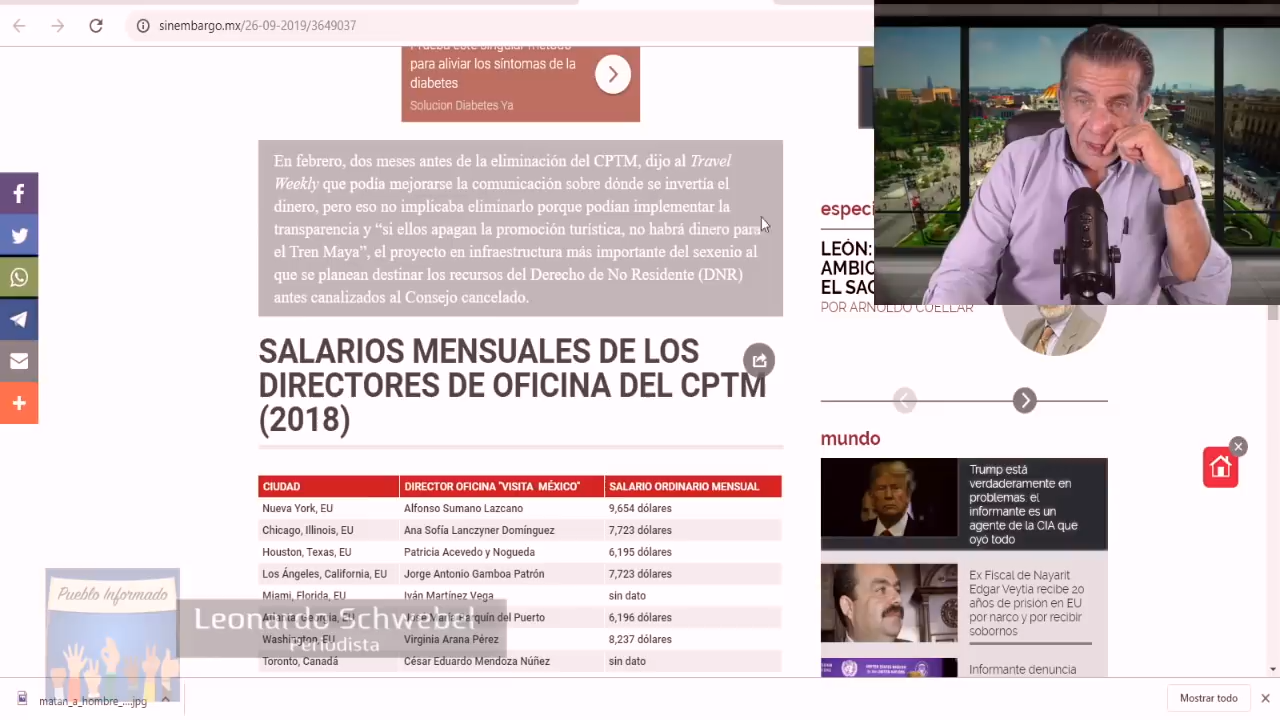 sinembargo.mx/26-09-2019/3649037
para aliviar los síntomas de la
diabetes
Solucion Diabetes Ya
En febrero, dos meses antes de la eliminación del CPTM, dijo al Travel
Weekly que podía mejorarse la comunicación sobre dónde se invertía el
dinero, pero eso no implicaba eliminarlo porque podían implementar la
transparencia y “si ellos apagan la promoción turística, no habrá dinero para
el Tren Maya”, el proyecto en infraestructura más importante del sexenio al
que se planean destinar los recursos del Derecho de No Residente (DNR)
antes canalizados al Consejo cancelado.
SALARIOS MENSUALES DE LOS
DIRECTORES DE OFICINA DEL CPTM
(2018)
CIUDAD DIRECTOR OFICINA "VISITA MÉXICO" SALARIO ORDINARIO MENSUAL
Nueva York, EU Alfonso Sumano Lazcano 9,654 dólares
Chicago, Illinois, EU Ana Sofía Lanczyner Domínguez 7,723 dólares
Houston, Texas, EU Patricia Acevedo y Nogueda 6,195 dólares
Los Ángeles, California, EU Jorge Antonio Gamboa Patrón 7,723 dólares
Miami, Florida, EU Iván Martínez Vega sin dato
del Puerto 6,196 dólares
Washington, EU Virginia Arana Pérez 8,237 dólares
Toronto, Canadá César Eduardo Mendoza Núñez sin dato
Pueblo Informado
Leonardo Schwebel
Periodista
LEÓN:
POR ARNOLDO CUELLAR
mundo
Trump está
verdaderamente en
problemas, el
informante es un
agente de la CIA que
oyó todo
Ex Fiscal de Nayarit
Edgar Veytia recibe 20
años de prisión en EU
por narco y por recibir
sobornos
Informante denuncia
matan_a_hombre_....jpg
Mostrar todo